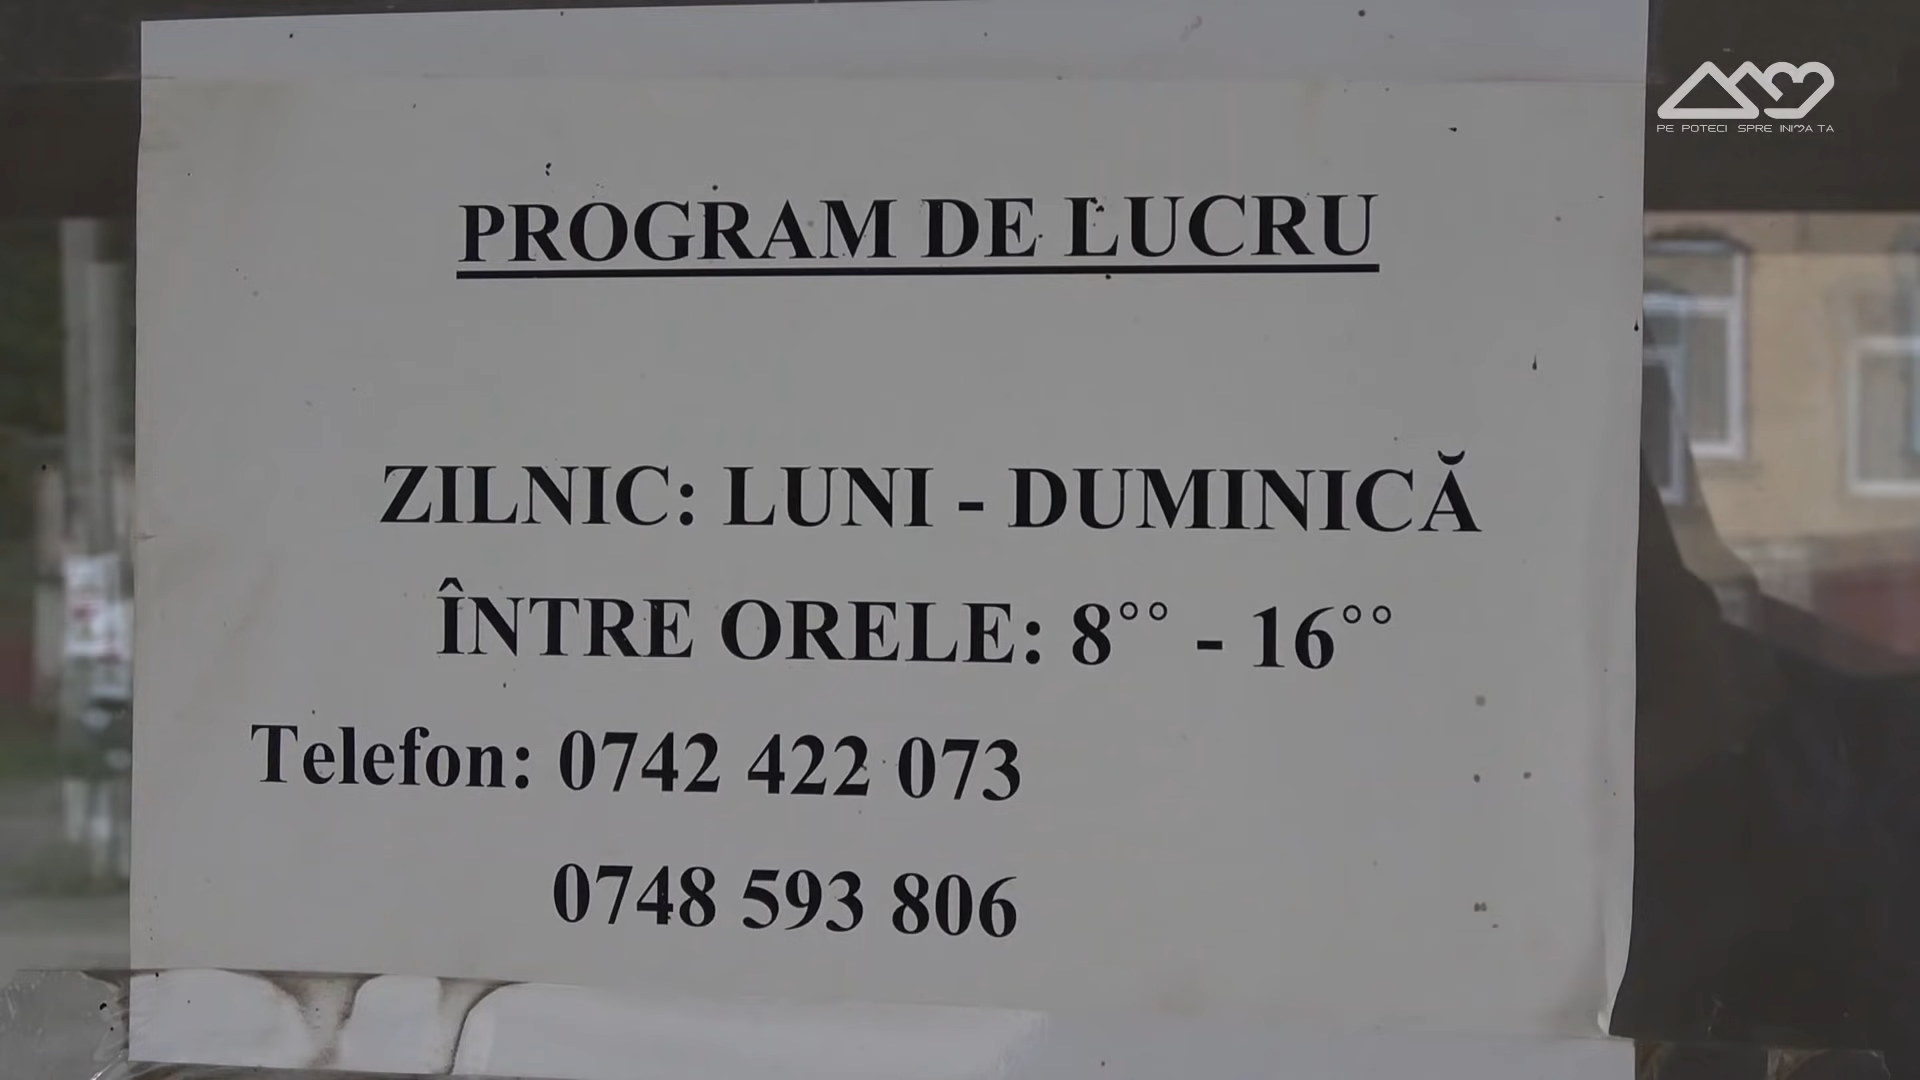 PE POTECI SPRE INIMA TA
PROGRAM DE LUCRU
ZILNIC: LUNI - DUMINICĂ
ÎNTRE ORELE: 8°° - 16°°
Telefon: 0742 422 073
0748 593 806